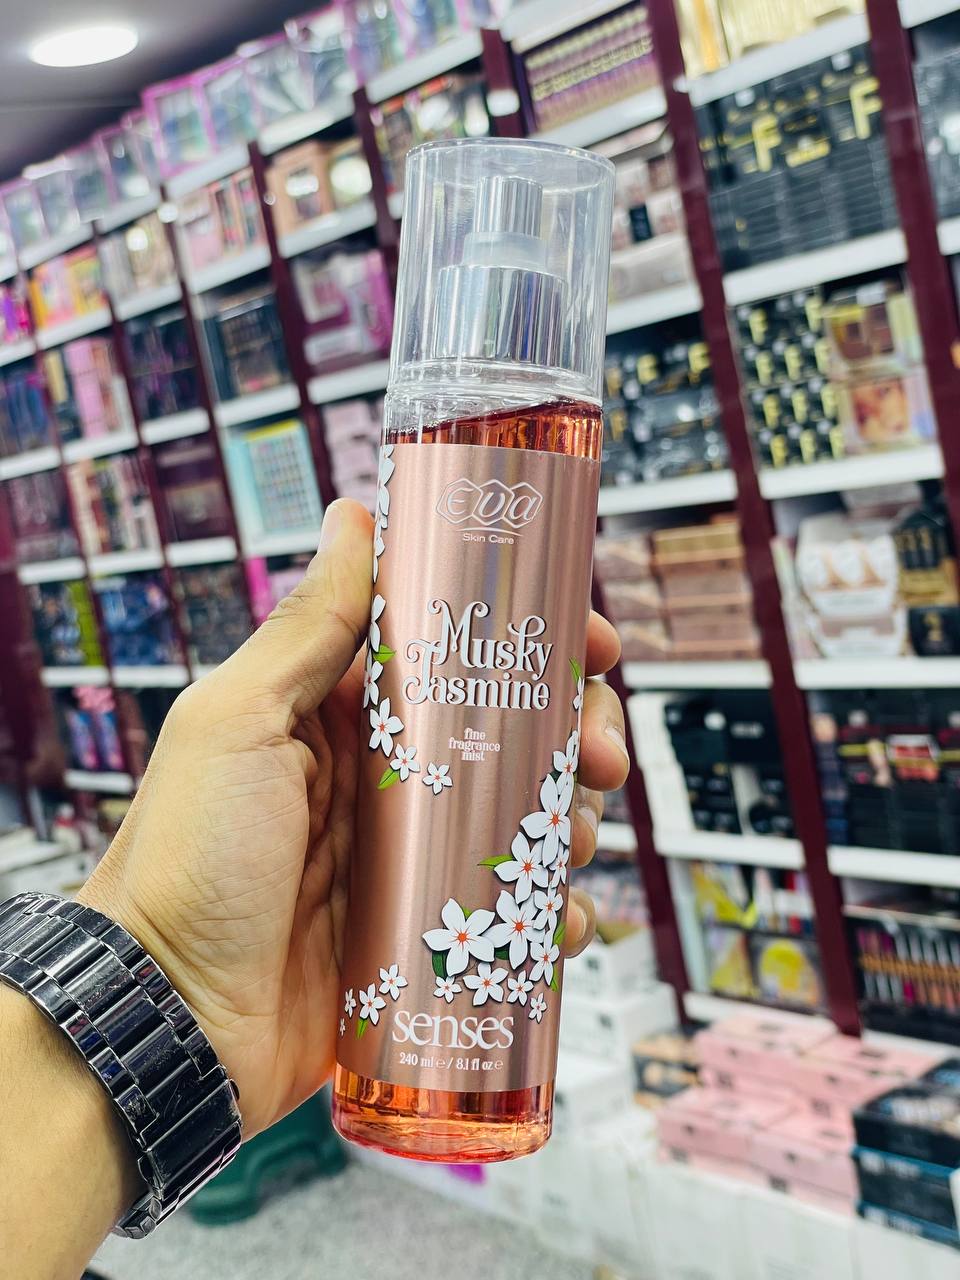 Eva
Skin Care
Musky
Jasmine
fine
fragrance
mist
senses
240 ml ℮ / 8.1 fl oz ℮
F
F